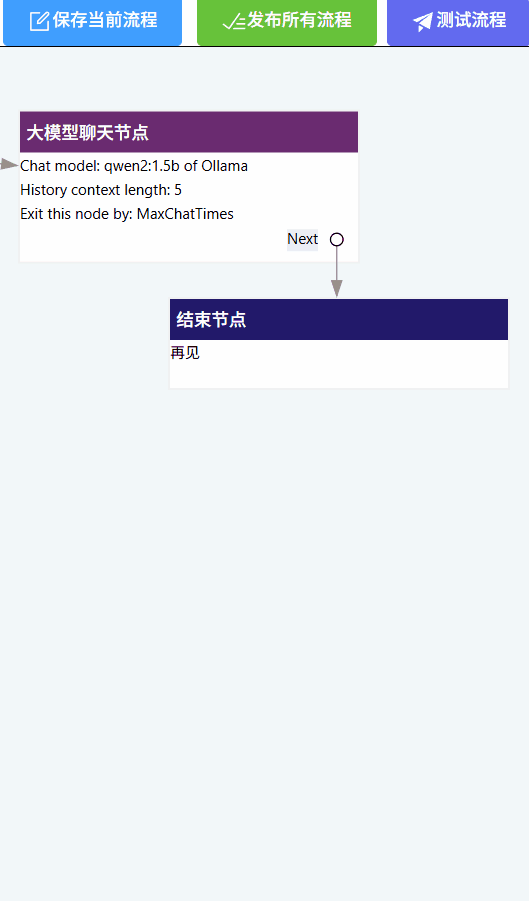 保存当前流程 发布所有流程 测试流程
大模型聊天节点
Chat model: qwen2:1.5b of Ollama
History context length: 5
Exit this node by: MaxChatTimes
Next
结束节点
再见